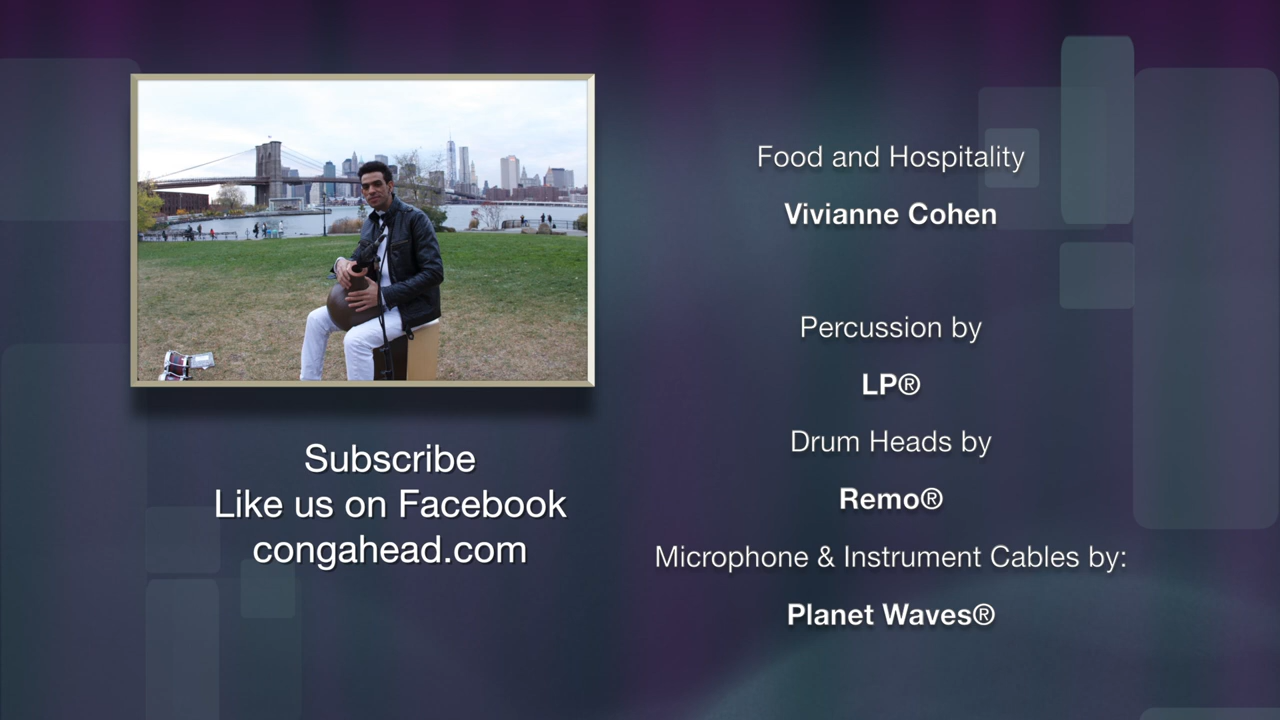 Subscribe
Like us on Facebook
congahead.com
Food and Hospitality
Vivianne Cohen
Percussion by
LP®
Drum Heads by
Remo®
Microphone & Instrument Cables by:
Planet Waves®